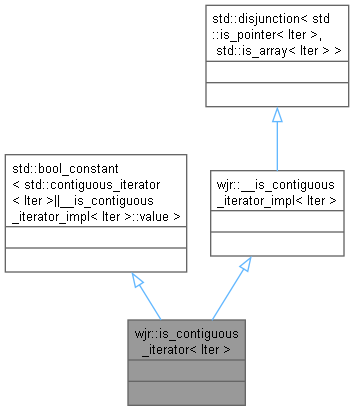 std::disjunction< std
::is_pointer< Iter >,
std::is_array< Iter > >
std::bool_constant
< std::contiguous_iterator
< Iter >||__is_contiguous
_iterator_impl< Iter >::value >
wjr::__is_contiguous
_iterator_impl< Iter >
wjr::is_contiguous
_iterator< Iter >